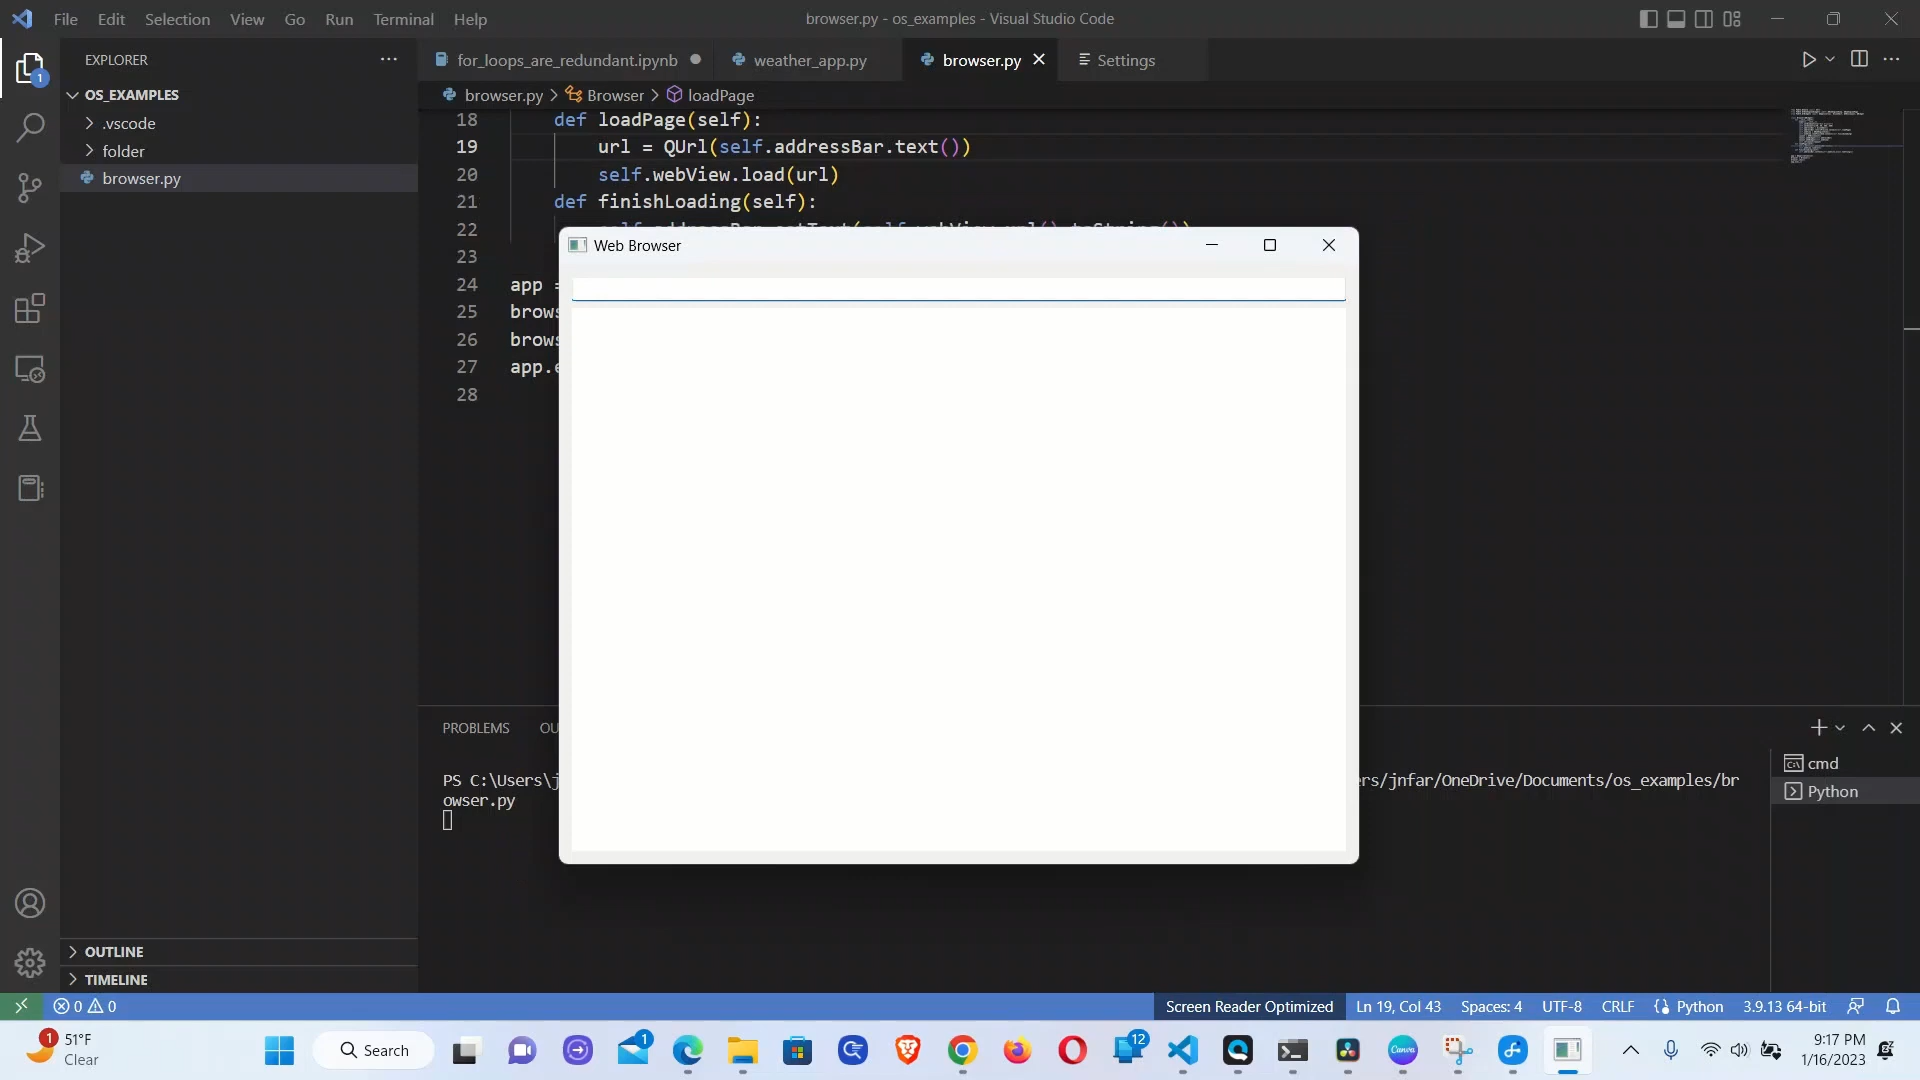 File Edit Selection View Go Run Terminal Help
browser.py - os_examples - Visual Studio Code
EXPLORER
for_loops_are_redundant.ipynb
weather_app.py
browser.py
Settings
1
OS_EXAMPLES
browser.py > Browser > loadPage
.vscode
folder
browser.py
18 def loadPage(self):
19 url = QUrl(self.addressBar.text())
20 self.webView.load(url)
21 def finishLoading(self):
22
23
24 app =
25
26
27
28
Web Browser
PROBLEMS
PS C:\Users\
owser.py
/jnfar/OneDrive/Documents/os_examples/br
cmd
Python
OUTLINE
TIMELINE
0 0
Screen Reader Optimized Ln 19, Col 43 Spaces: 4 UTF-8 CRLF Python 3.9.13 64-bit
1
51°F
Clear
Search
1
12
Canva
9:17 PM
1/16/2023